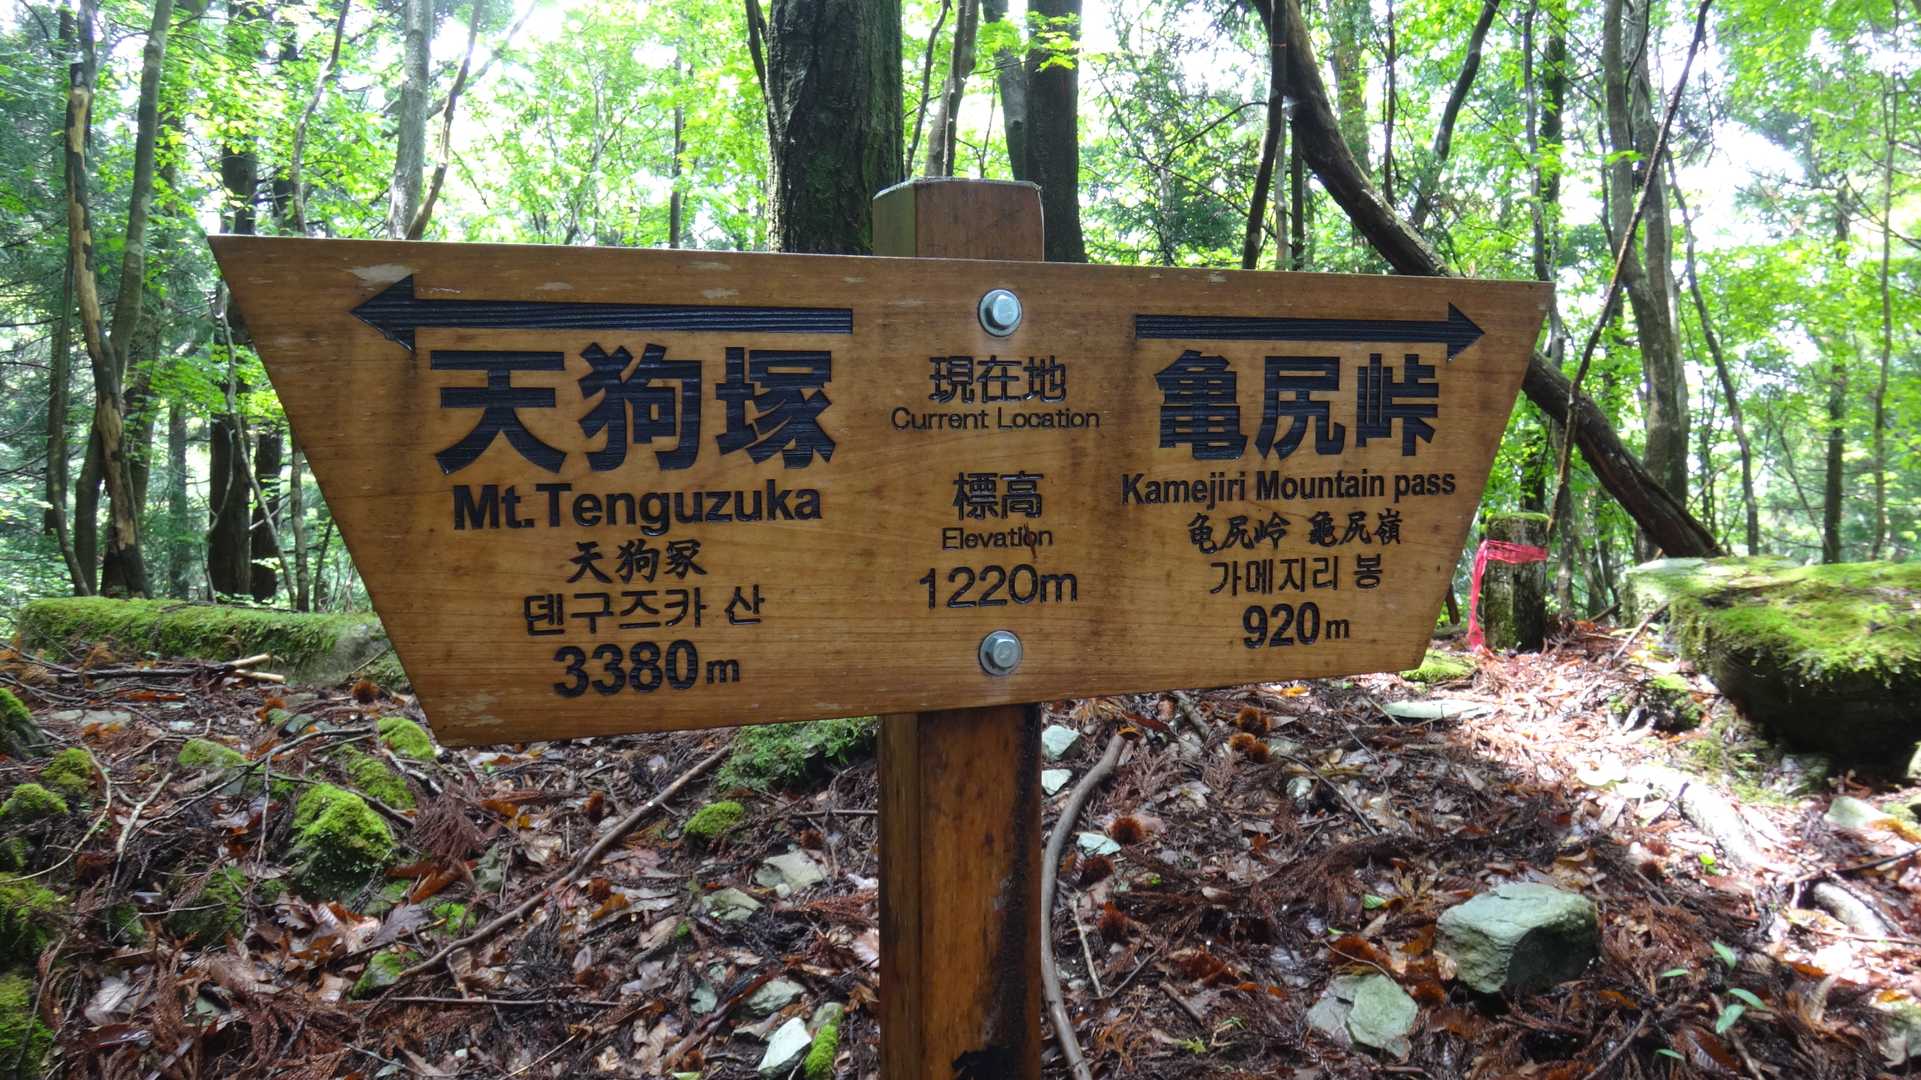 天狗塚
Mt.Tenguzuka
天狗冢
덴구즈카 산
3380m
現在地
Current Location
標高
Elevation
1220m
亀尻峠
Kamejiri Mountain pass
亀尻岭 龜尻嶺
가메지리 봉
920m